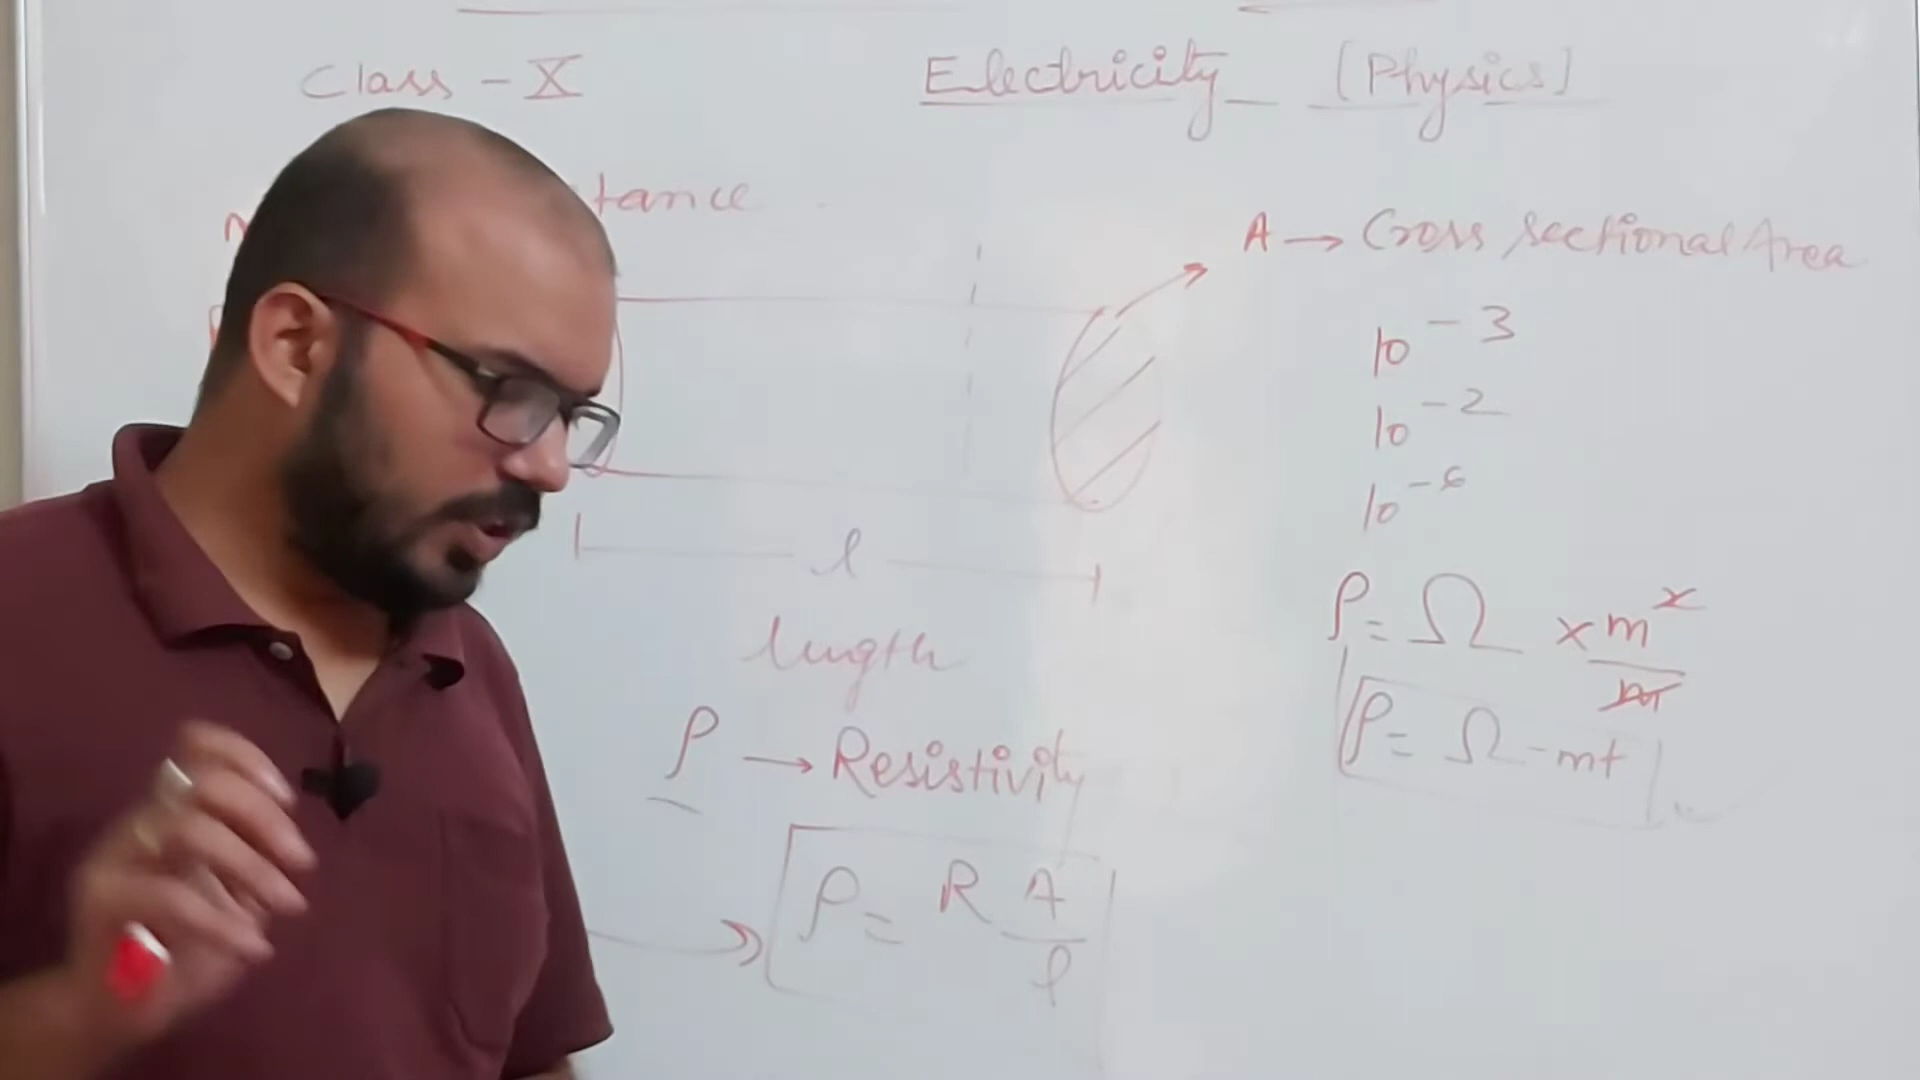 Class - X
Electricity (Physics)
tance
A → Cross sectional Area
10⁻³
10⁻²
10⁻⁶
l
length
ρ = Ω × m² / m
ρ = Ω - mt
ρ → Resistivity
ρ = R A / l